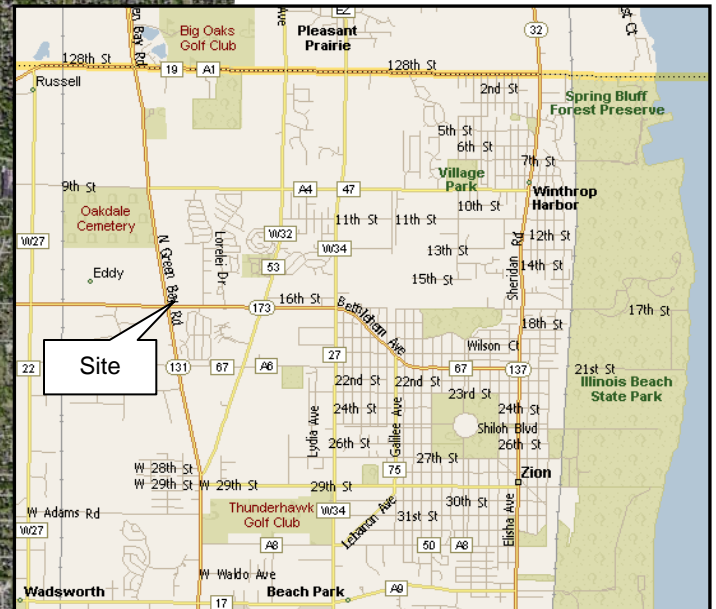 en Bay Rd
Ave
EZ
st Ct
Big Oaks
Golf Club
Pleasant
Prairie
32
128th St
19
A1
128th St
Russell
2nd St
Spring Bluff
Forest Preserve
5th St
6th St
7th St
Village
Park
9th St
A4
47
Winthrop
Harbor
10th St
Oakdale
Cemetery
11th St
11th St
W27
N Green Bay Rd
Lorelei Dr
W32
W34
12th St
13th St
Sheridan Rd
14th St
53
Eddy
15th St
16th St
173
Bethlehem Ave
17th St
18th St
Wilson Ct
Site
27
22
131
67
A6
67
137
21st St
Illinois Beach
State Park
22nd St
22nd St
23rd St
Lydia Ave
24th St
Galilee Ave
24th St
Shiloh Blvd
26th St
26th St
27th St
W 28th St
75
Zion
W 29th St
W 29th St
29th St
W Adams Rd
Thunderhawk
Golf Club
W34
Lebanon Ave
30th St
31st St
Elisha Ave
W27
A8
50
A8
W Waldo Ave
Wadsworth
17
Beach Park
A9